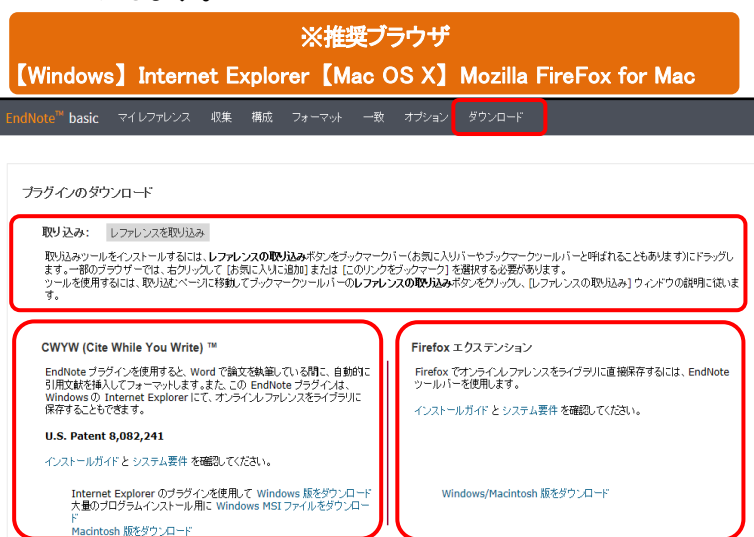 ※推奨ブラウザ
【Windows】Internet Explorer【Mac OS X】Mozilla FireFox for Mac
EndNote™ basic マイレファレンス 収集 構成 フォーマット 一致 オプション ダウンロード
プラグインのダウンロード
取り込み: レファレンスを取り込み
取り込みツールをインストールするには、レファレンスの取り込みボタンをブックマークバー(お気に入りバーやブックマークツールバーと呼ばれることもあります)にドラッグし
ます。一部のブラウザーでは、右クリックして [お気に入りに追加] または [このリンクをブックマーク] を選択する必要があります。
ツールを使用するには、取り込むページに移動してブックマークツールバーのレファレンスの取り込みボタンをクリックし、[レファレンスの取り込み] ウィンドウの説明に従いま
す。
CWYW (Cite While You Write) ™
EndNote プラグインを使用すると、Word で論文を執筆している間に、自動的に
引用文献を挿入してフォーマットします。また、この EndNote プラグインは、
Windows の Internet Explorer にて、オンラインレファレンスをライブラリに
保存することもできます。
U.S. Patent 8,082,241
インストールガイド と システム要件 を確認してください。
Internet Explorer のプラグインを使用して Windows 版をダウンロード
大量のプログラムインストール用に Windows MSI ファイルをダウンロー
ド
Macintosh 版をダウンロード
Firefox エクステンション
Firefox でオンラインレファレンスをライブラリに直接保存するには、EndNote
ツールバーを使用します。
インストールガイド と システム要件 を確認してください。
Windows/Macintosh 版をダウンロード